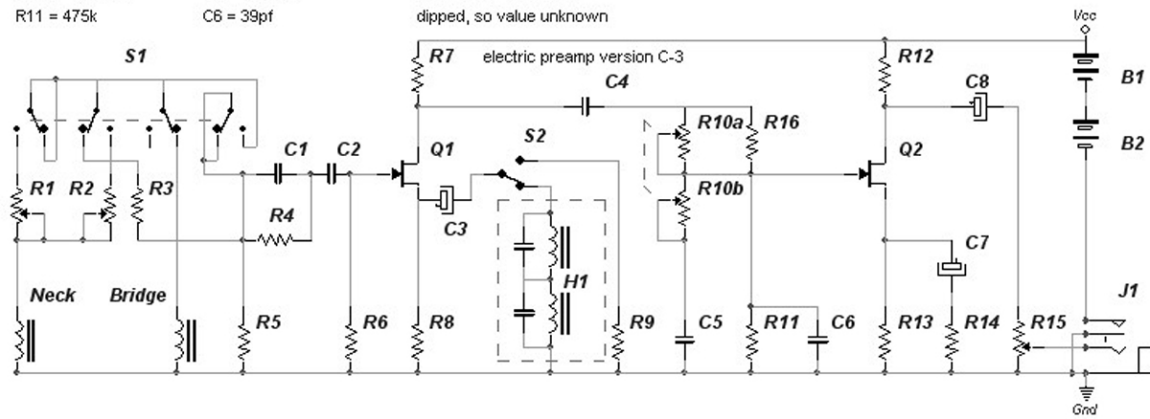 R11 = 475k C6 = 39pf dipped, so value unknown
Vcc
S1 R7 electric preamp version C-3 R12
C8 B1
C4
S2 R10a R16 B2
C1 C2 Q1 Q2
R1 R2 R3
R10b
R4 C3 C7
H1
Neck Bridge J1
R5 R6 R8 R9 C5 R11 C6 R13 R14 R15
Gnd